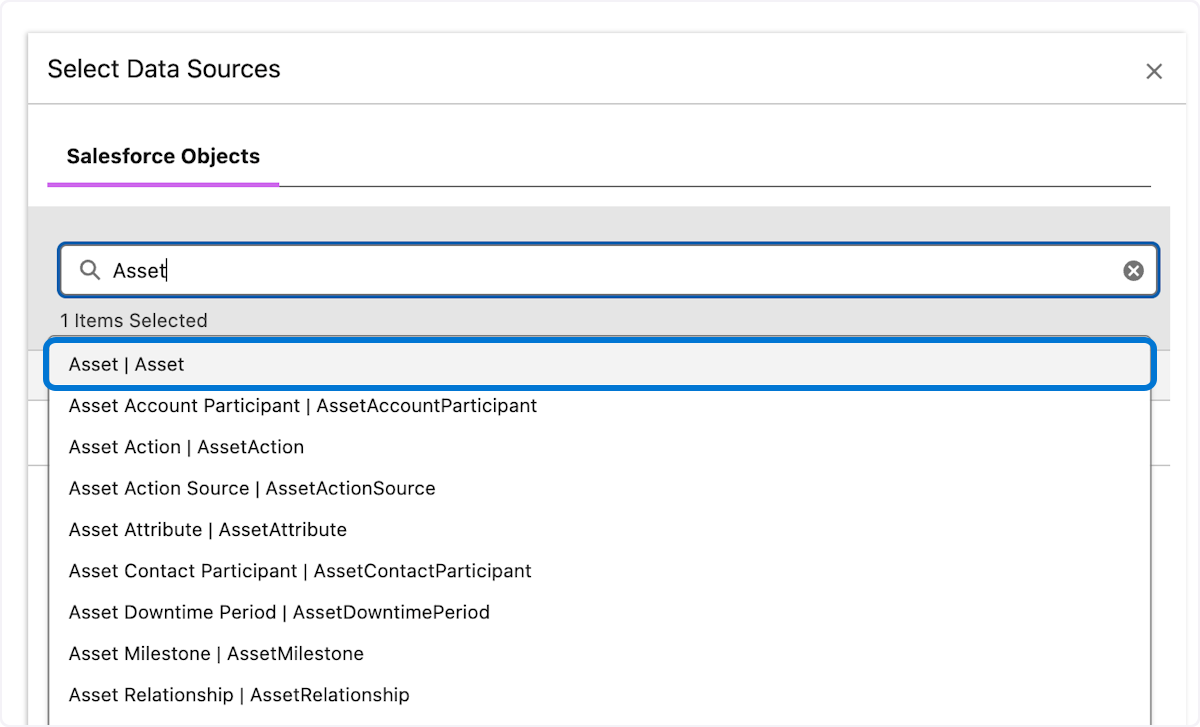 Select Data Sources
Salesforce Objects
Asset
1 Items Selected
Asset | Asset
Asset Account Participant | AssetAccountParticipant
Asset Action | AssetAction
Asset Action Source | AssetActionSource
Asset Attribute | AssetAttribute
Asset Contact Participant | AssetContactParticipant
Asset Downtime Period | AssetDowntimePeriod
Asset Milestone | AssetMilestone
Asset Relationship | AssetRelationship